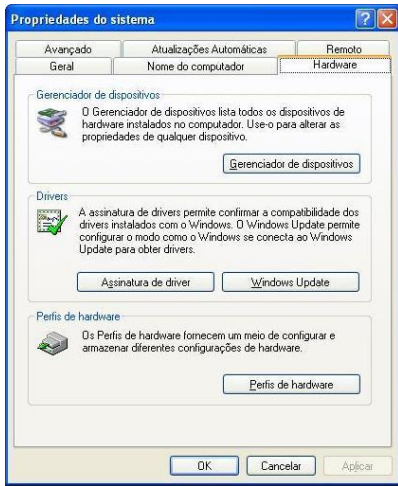 Propriedades do sistema
Avançado Atualizações Automáticas Remoto
Geral Nome do computador Hardware
Gerenciador de dispositivos
O Gerenciador de dispositivos lista todos os dispositivos de
hardware instalados no computador. Use-o para alterar as
propriedades de qualquer dispositivo.
Gerenciador de dispositivos
Drivers
A assinatura de drivers permite confirmar a compatibilidade dos
drivers instalados com o Windows. O Windows Update permite
configurar o modo como o Windows se conecta ao Windows
Update para obter drivers.
Assinatura de driver Windows Update
Perfis de hardware
Os Perfis de hardware fornecem um meio de configurar e
armazenar diferentes configurações de hardware.
Perfis de hardware
OK Cancelar Aplicar